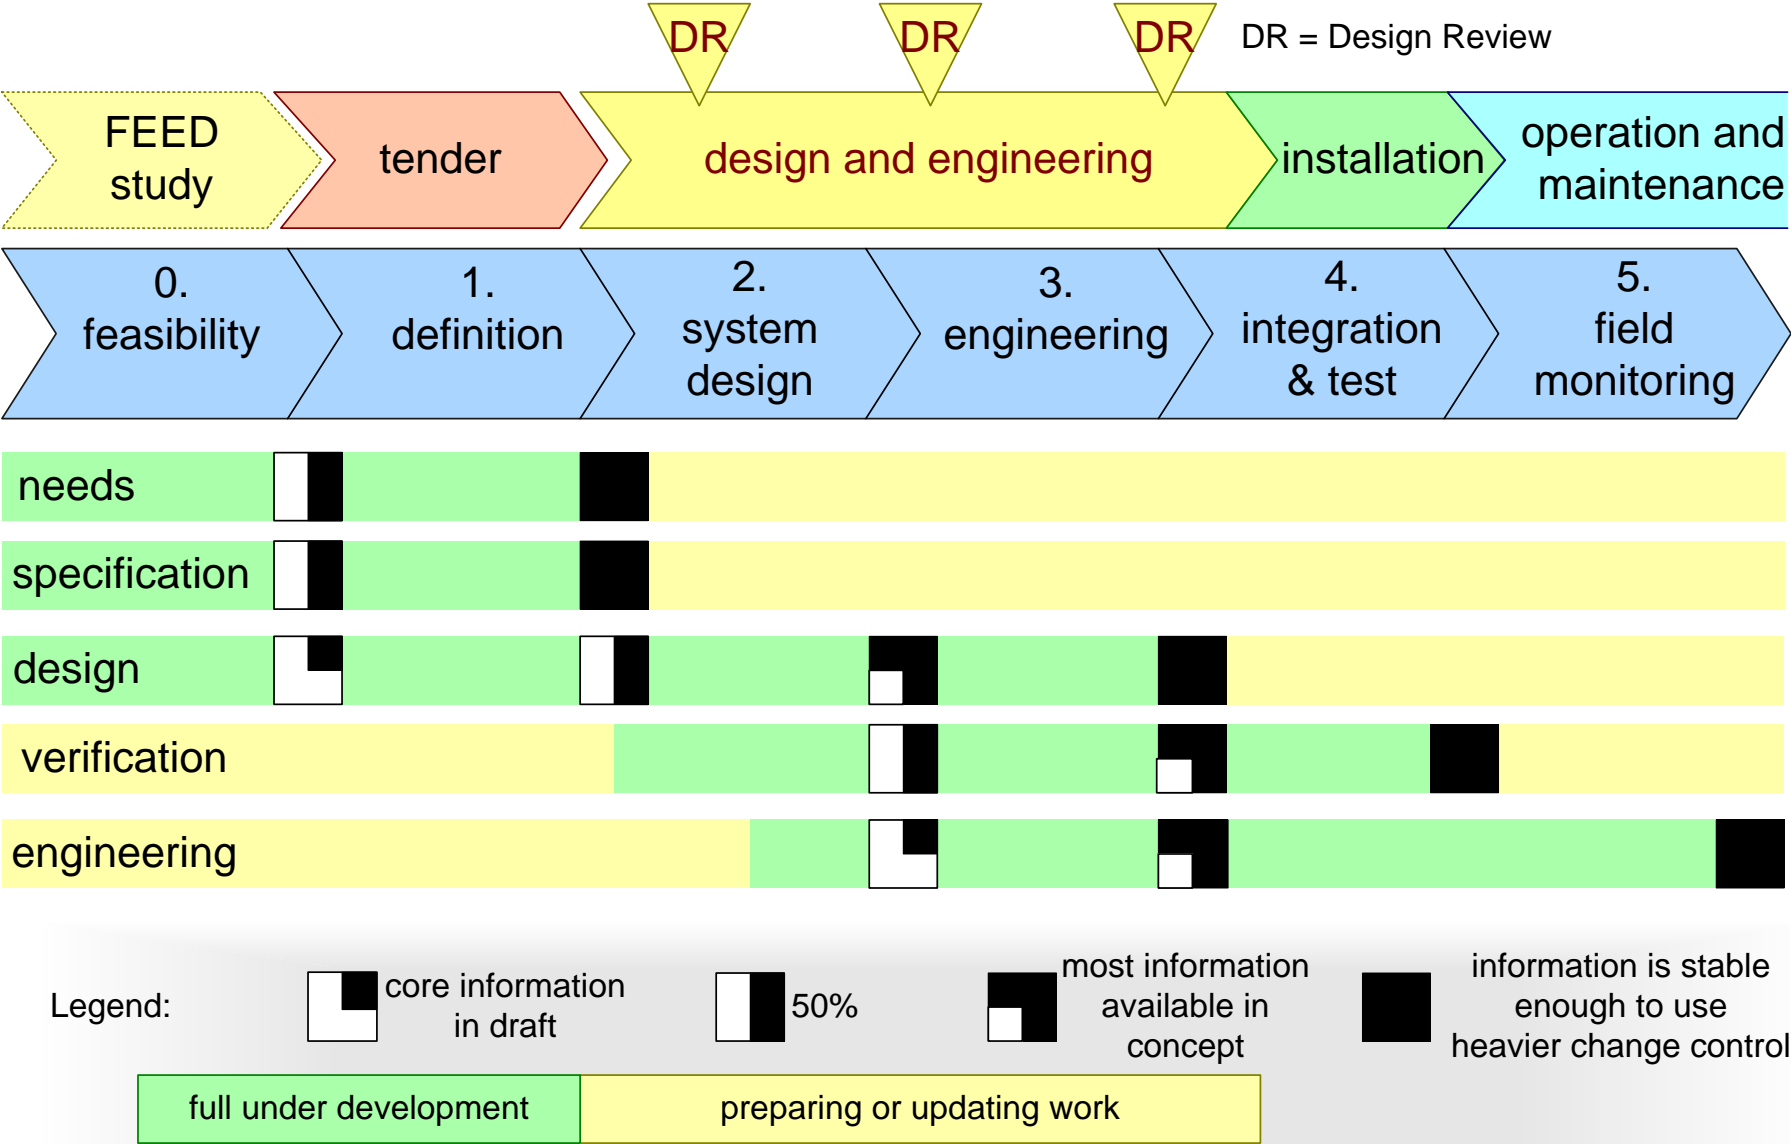 DR
DR
DR
DR = Design Review
FEED
study
tender
design and engineering
installation
operation and
maintenance
0.
feasibility
1.
definition
2.
system
design
3.
engineering
4.
integration
& test
5.
field
monitoring
needs
specification
design
verification
engineering
Legend:
core information
in draft
50%
most information
available in
concept
information is stable
enough to use
heavier change control
full under development
preparing or updating work